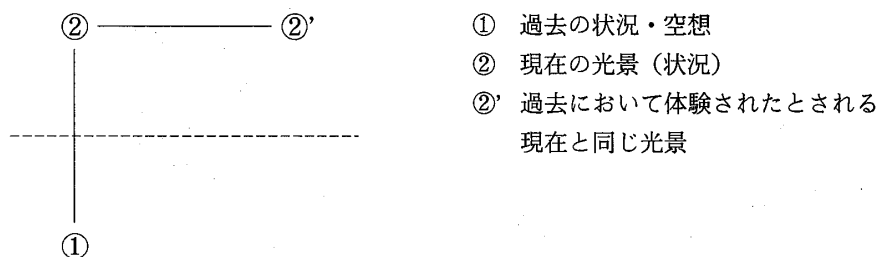 ② ②’
①
① 過去の状況・空想
② 現在の光景（状況）
②’ 過去において体験されたとされる
現在と同じ光景